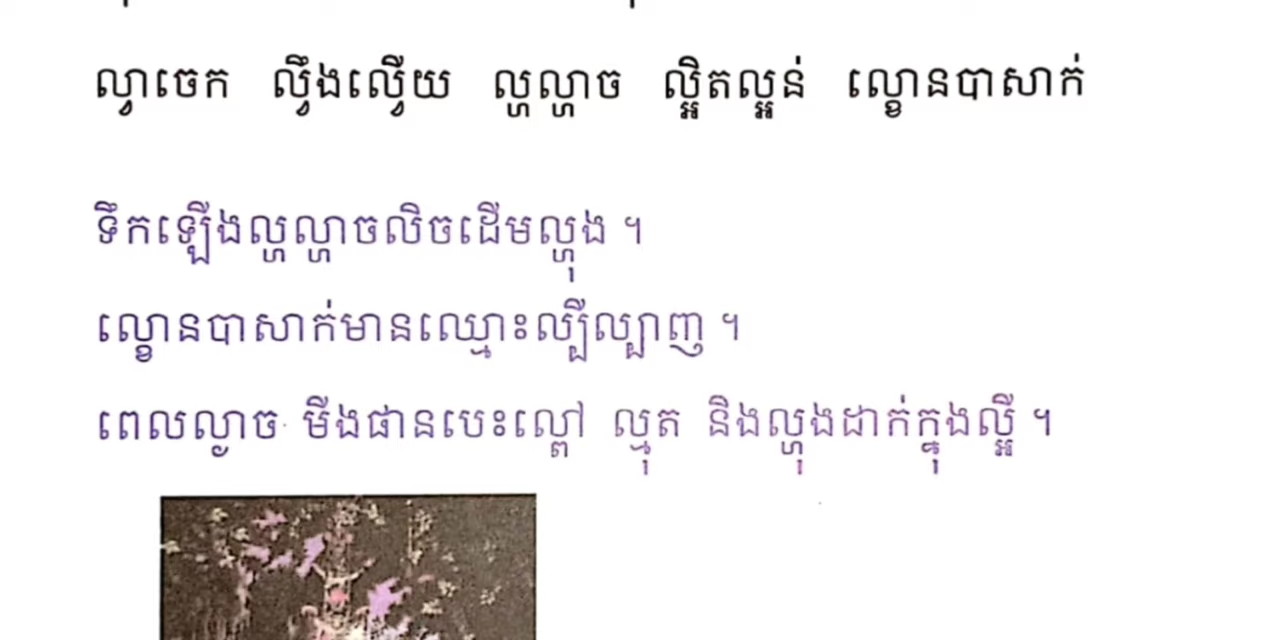 ល្វាចេក ល្វឹងល្វើយ ល្ហល្ហាច ល្អិតល្អន់ ល្ខោនបាសាក់
ទឹកឡើងល្ហល្ហាចលិចដើមល្ហុង ។
ល្ខោនបាសាក់មានឈ្មោះល្បីល្បាញ ។
ពេលល្ងាច មីងផានបេះល្ពៅ ល្មុត និងល្ហុងដាក់ក្នុងល្អី ។